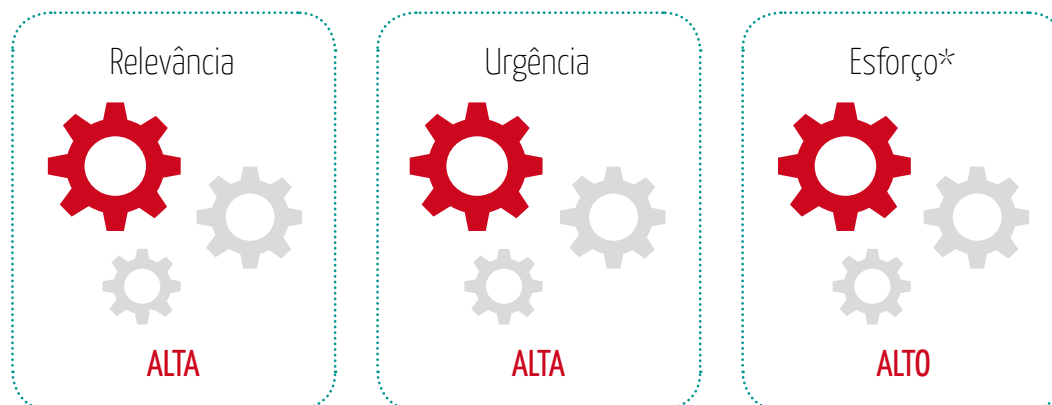 Relevância
Urgência
Esforço*
ALTA
ALTA
ALTO